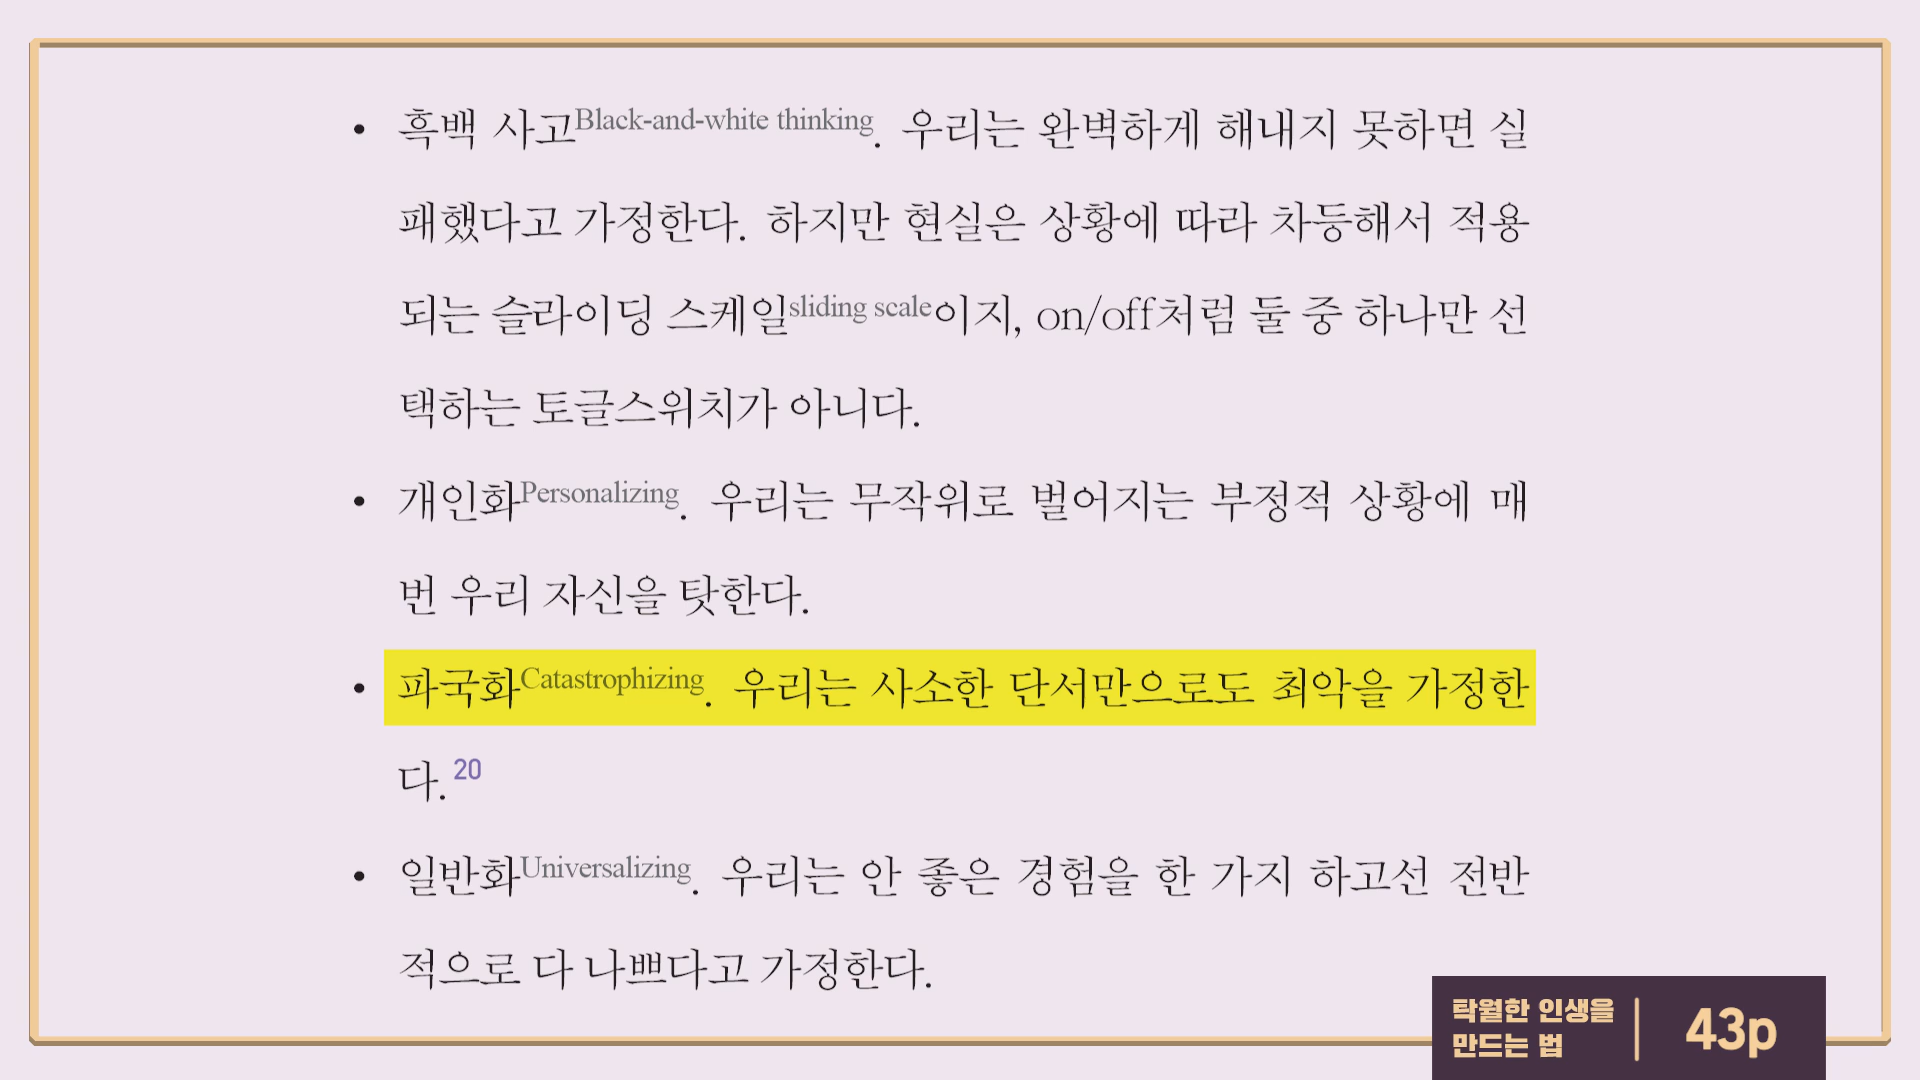 • 흑백 사고Black-and-white thinking. 우리는 완벽하게 해내지 못하면 실
패했다고 가정한다. 하지만 현실은 상황에 따라 차등해서 적용
되는 슬라이딩 스케일sliding scale이지, on/off처럼 둘 중 하나만 선
택하는 토글스위치가 아니다.
• 개인화Personalizing. 우리는 무작위로 벌어지는 부정적 상황에 매
번 우리 자신을 탓한다.
• 파국화Catastrophizing. 우리는 사소한 단서만으로도 최악을 가정한
다.20
• 일반화Universalizing. 우리는 안 좋은 경험을 한 가지 하고선 전반
적으로 다 나쁘다고 가정한다.
탁월한 인생을
만드는 법
43p